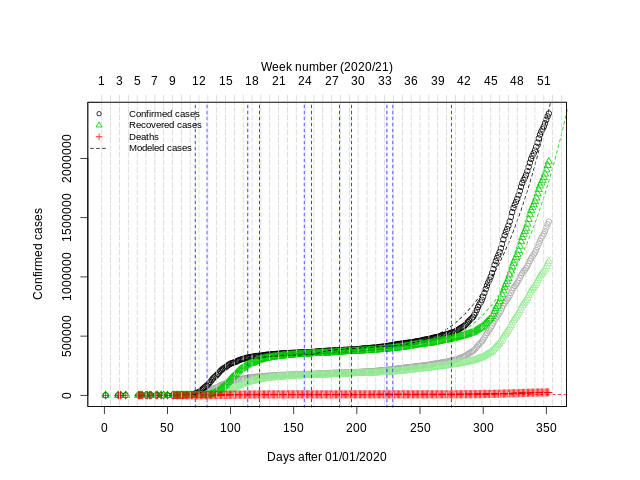 Week number (2020/21)
1 3 5 7 9 12 15 18 21 24 27 30 33 36 39 42 45 48 51
Confirmed cases
Recovered cases
Deaths
Modeled cases
Confirmed cases
2000000
1500000
1000000
500000
0
0 50 100 150 200 250 300 350
Days after 01/01/2020